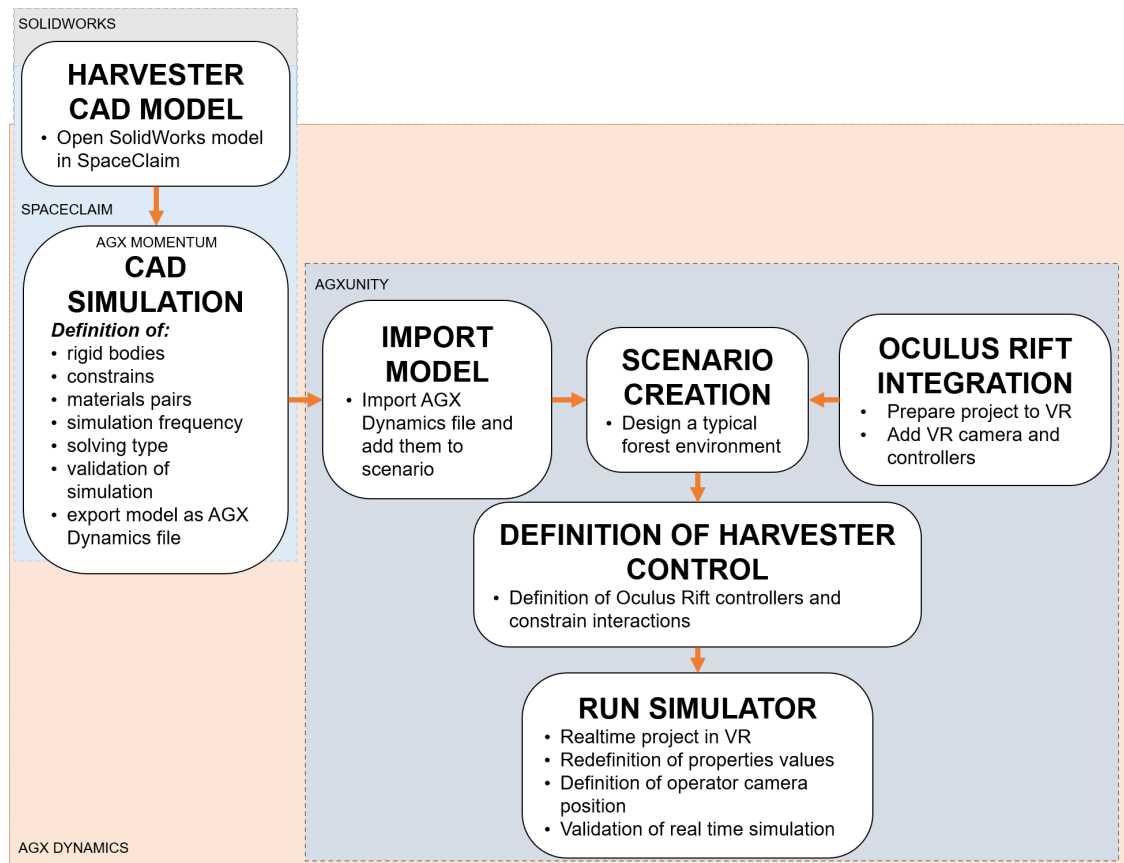 SOLIDWORKS
HARVESTER
CAD MODEL
• Open SolidWorks model
in SpaceClaim
SPACECLAIM
AGX MOMENTUM
CAD
SIMULATION
Definition of:
• rigid bodies
• constrains
• materials pairs
• simulation frequency
• solving type
• validation of
simulation
• export model as AGX
Dynamics file
AGXUNITY
IMPORT
MODEL
• Import AGX
Dynamics file and
add them to
scenario
SCENARIO
CREATION
• Design a typical
forest environment
OCULUS RIFT
INTEGRATION
• Prepare project to VR
• Add VR camera and
controllers
DEFINITION OF HARVESTER
CONTROL
• Definition of Oculus Rift controllers and
constrain interactions
RUN SIMULATOR
• Realtime project in VR
• Redefinition of properties values
• Definition of operator camera
position
• Validation of real time simulation
AGX DYNAMICS